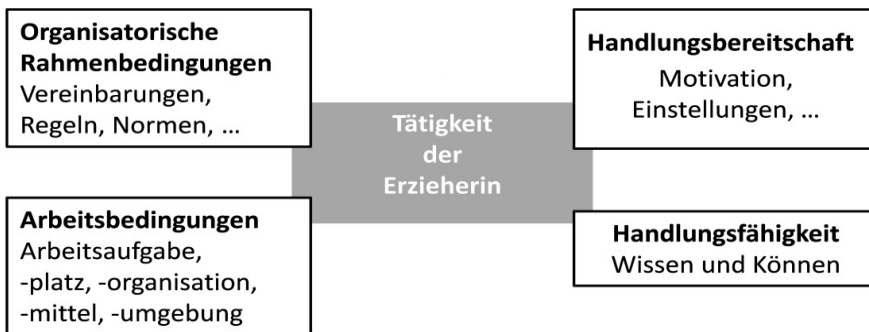 Organisatorische
Rahmenbedingungen
Vereinbarungen,
Regeln, Normen, ...
Handlungsbereitschaft
Motivation,
Einstellungen, ...
Tätigkeit
der
Erzieherin
Arbeitsbedingungen
Arbeitsaufgabe,
-platz, -organisation,
-mittel, -umgebung
Handlungsfähigkeit
Wissen und Können